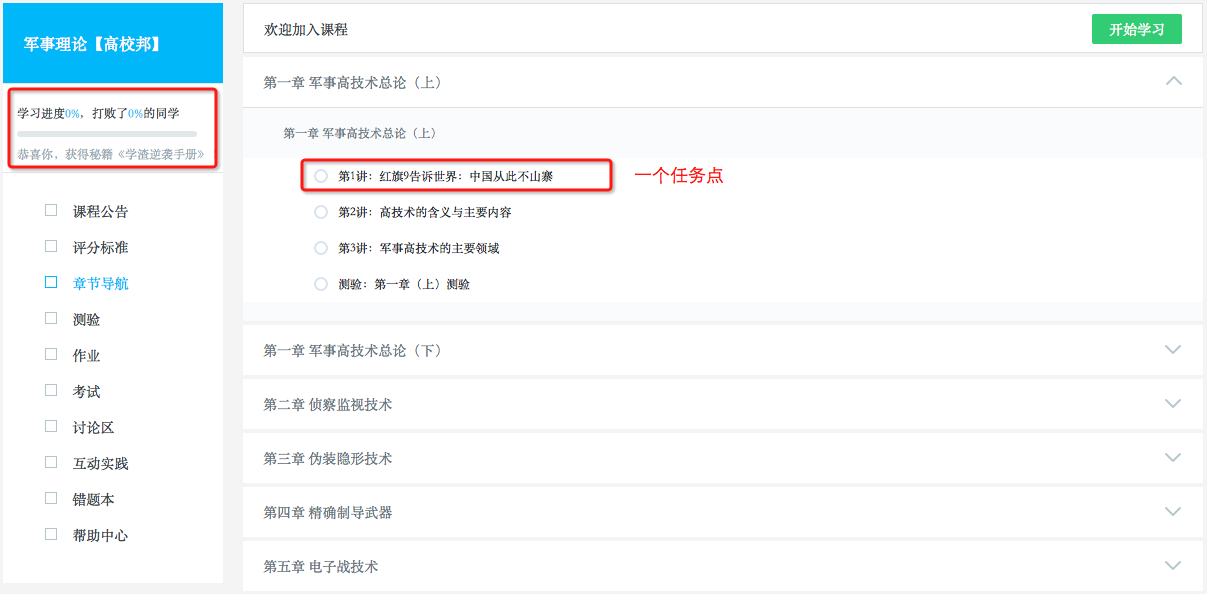 军事理论【高校邦】
学习进度0%，打败了0%的同学
恭喜你，获得秘籍《学渣逆袭手册》
课程公告
评分标准
章节导航
测验
作业
考试
讨论区
互动实践
错题本
帮助中心
欢迎加入课程
开始学习
第一章 军事高技术总论（上）
第一章 军事高技术总论（上）
第1讲：红旗9告诉世界：中国从此不山寨
一个任务点
第2讲：高技术的含义与主要内容
第3讲：军事高技术的主要领域
测验：第一章（上）测验
第一章 军事高技术总论（下）
第二章 侦察监视技术
第三章 伪装隐形技术
第四章 精确制导武器
第五章 电子战技术